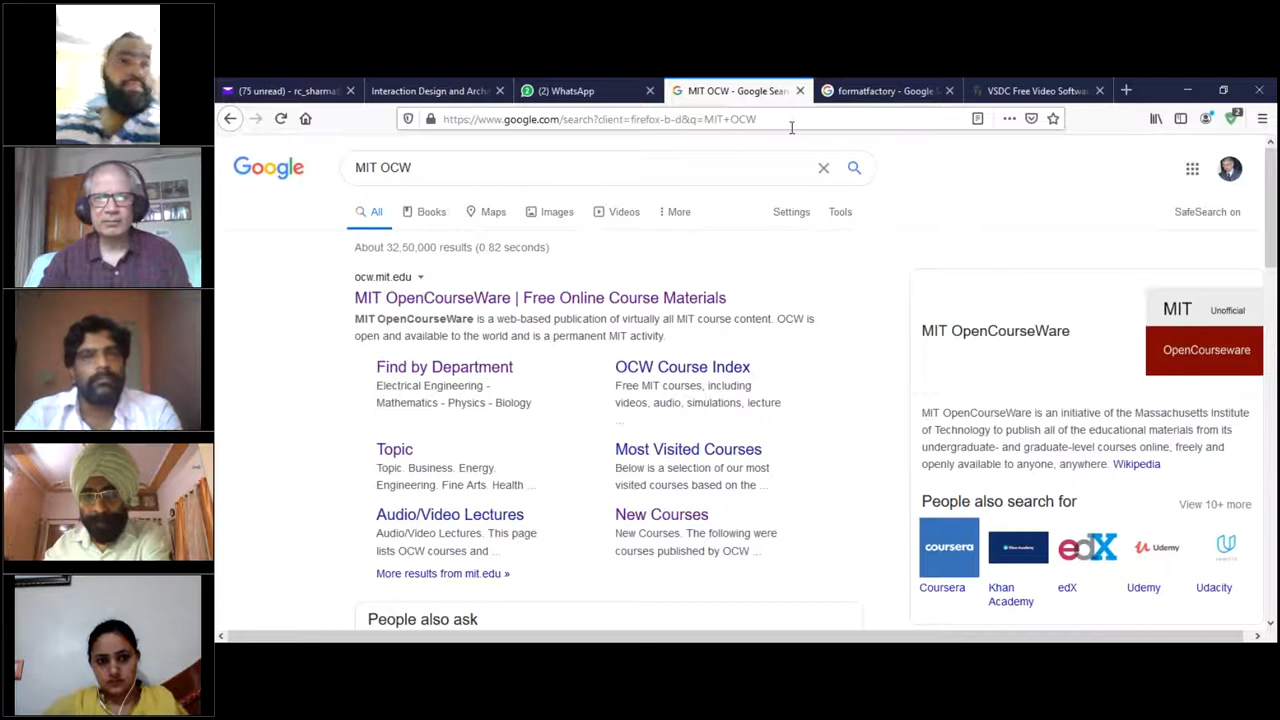 (75 unread) - rc_sharma
Interaction Design and Archi
(2) WhatsApp
MIT OCW - Google Sear
formatfactory - Google
VSDC Free Video Softwa
https://www.google.com/search?client=firefox-b-d&q=MIT+OCW
2
Google
MIT OCW
All
Books
Maps
Images
Videos
More
Settings
Tools
SafeSearch on
About 32,50,000 results (0.82 seconds)
ocw.mit.edu
MIT OpenCourseWare | Free Online Course Materials
MIT OpenCourseWare is a web-based publication of virtually all MIT course content. OCW is
open and available to the world and is a permanent MIT activity.
Find by Department
Electrical Engineering -
Mathematics - Physics - Biology
OCW Course Index
Free MIT courses, including
videos, audio, simulations, lecture
...
Topic
Topic. Business. Energy.
Engineering. Fine Arts. Health ...
Most Visited Courses
Below is a selection of our most
visited courses based on the ...
Audio/Video Lectures
Audio/Video Lectures. This page
lists OCW courses and ...
New Courses
New Courses. The following were
courses published by OCW ...
More results from mit.edu »
People also ask
MIT OpenCourseWare
MIT
Unofficial
OpenCourseware
MIT OpenCourseWare is an initiative of the Massachusetts Institute
of Technology to publish all of the educational materials from its
undergraduate- and graduate-level courses online, freely and
openly available to anyone, anywhere. Wikipedia
People also search for
View 10+ more
coursera
Khan Academy
edX
Udemy
Coursera
Khan
Academy
edX
Udemy
Udacity